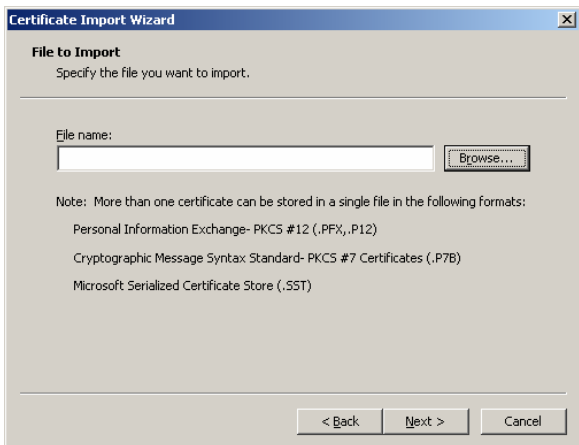 Certificate Import Wizard
File to Import
Specify the file you want to import.
File name:
Browse...
Note: More than one certificate can be stored in a single file in the following formats:
Personal Information Exchange- PKCS #12 (.PFX,.P12)
Cryptographic Message Syntax Standard- PKCS #7 Certificates (.P7B)
Microsoft Serialized Certificate Store (.SST)
< Back Next > Cancel